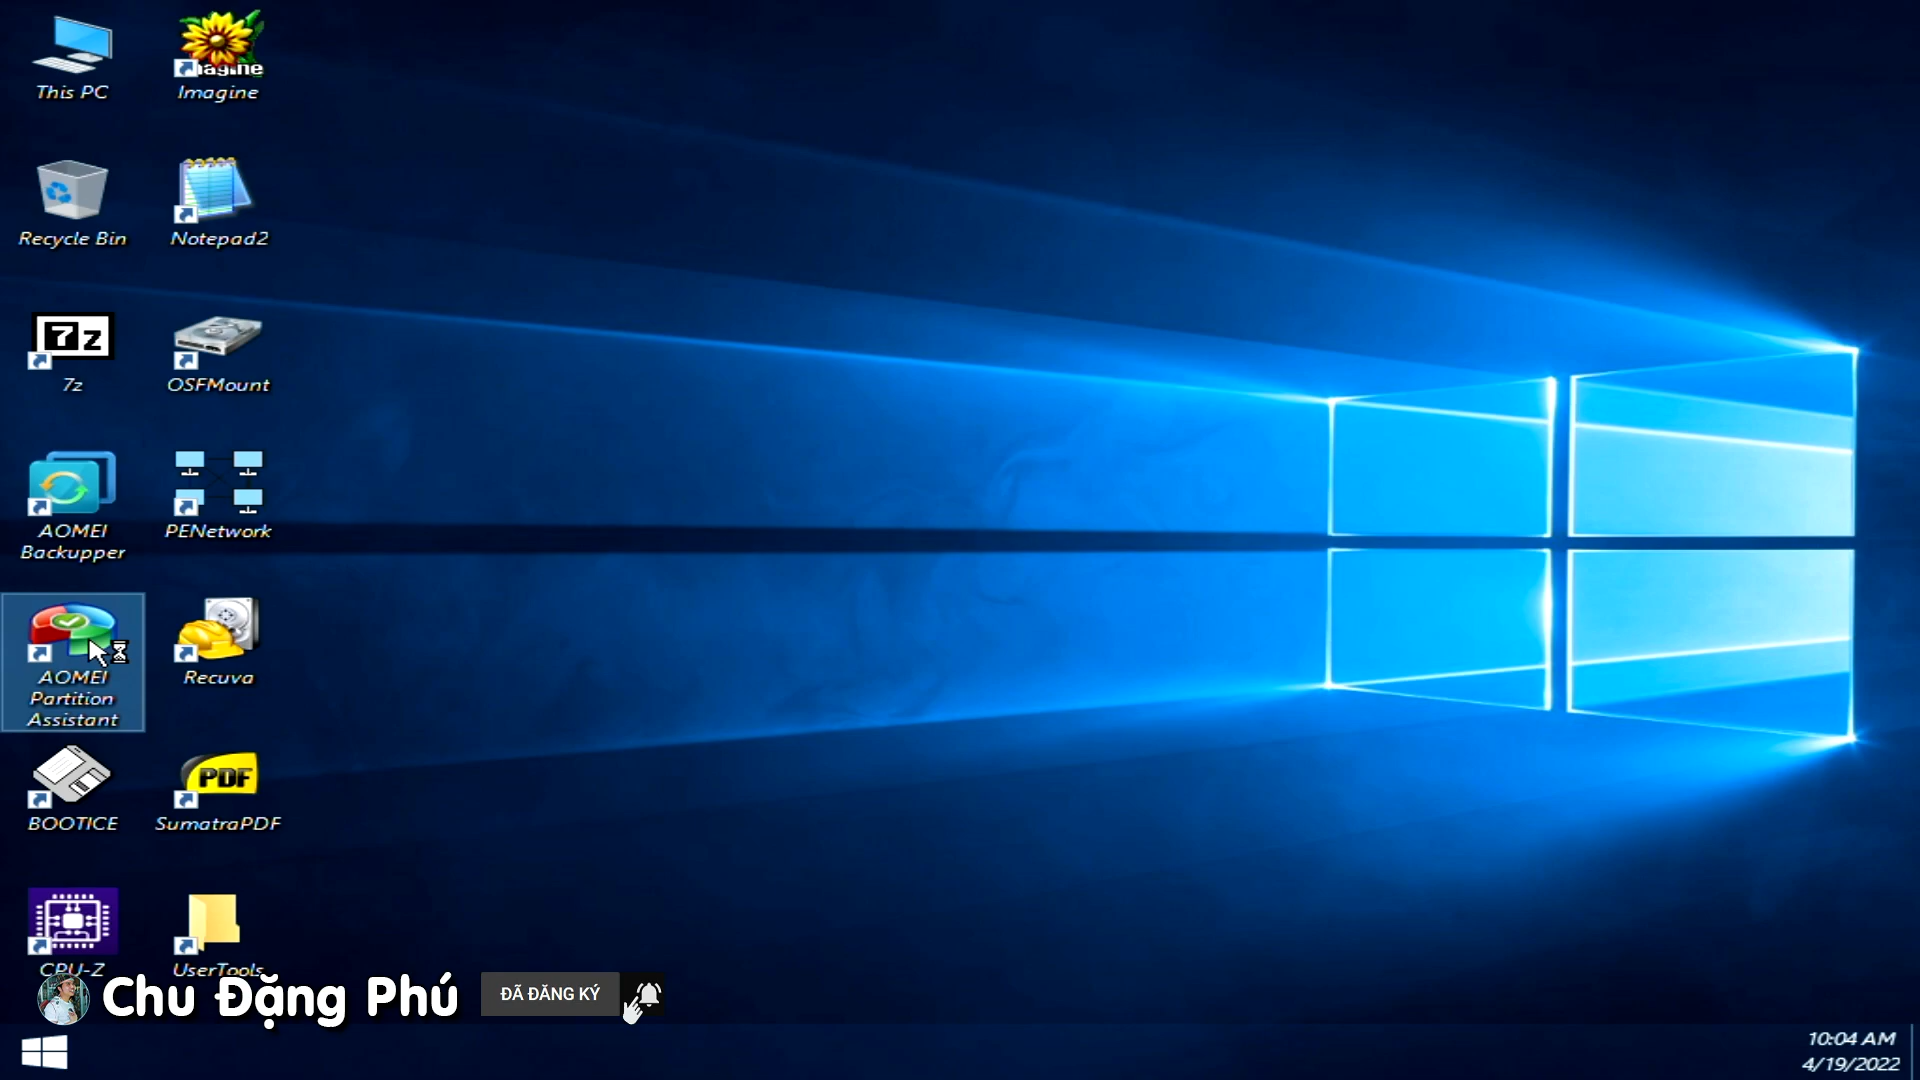 This PC
Imagine
Imagine
Recycle Bin
Notepad2
7z
7z
OSFMount
AOMEI
Backupper
PENetwork
AOMEI
Partition
Assistant
Recuva
BOOTICE
PDF
SumatraPDF
CPU-Z
UserTools
Chu Đặng Phú
ĐÃ ĐĂNG KÝ
10:04 AM
4/19/2022